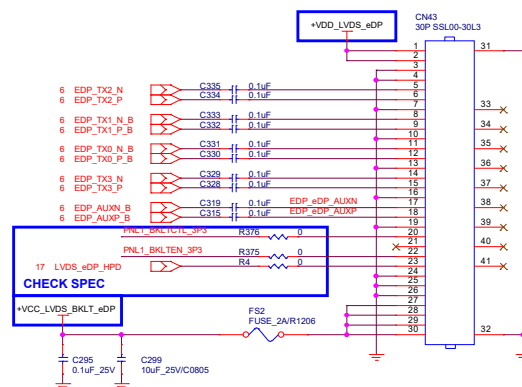 +VDD_LVDS_eDP
CN43
30P SSL00-30L3
1 31
2
3
4
6 EDP_TX2_N C335 0.1uF 5
6 EDP_TX2_P C334 0.1uF 6
7 33
6 EDP_TX1_N_B C333 0.1uF 8
6 EDP_TX1_P_B C332 0.1uF 9 34
10
6 EDP_TX0_N_B C331 0.1uF 11 35
6 EDP_TX0_P_B C330 0.1uF 12
13 36
6 EDP_TX3_N C329 0.1uF 14
6 EDP_TX3_P C328 0.1uF 15 37
16
6 EDP_AUXN_B C319 0.1uF EDP_eDP_AUXN 17 38
6 EDP_AUXP_B C315 0.1uF EDP_eDP_AUXP 18
19 39
PNL1_BKLTCTL_3P3 R376 0 20
21 40
PNL1_BKLTEN_3P3 R375 0 22
17 LVDS_eDP_HPD R4 0 23 41
24
CHECK SPEC 25
26
+VCC_LVDS_BKLT_eDP 27
28
FS2 29
FUSE_2A/R1206 30 32
C295 C299
0.1uF_25V 10uF_25V/C0805